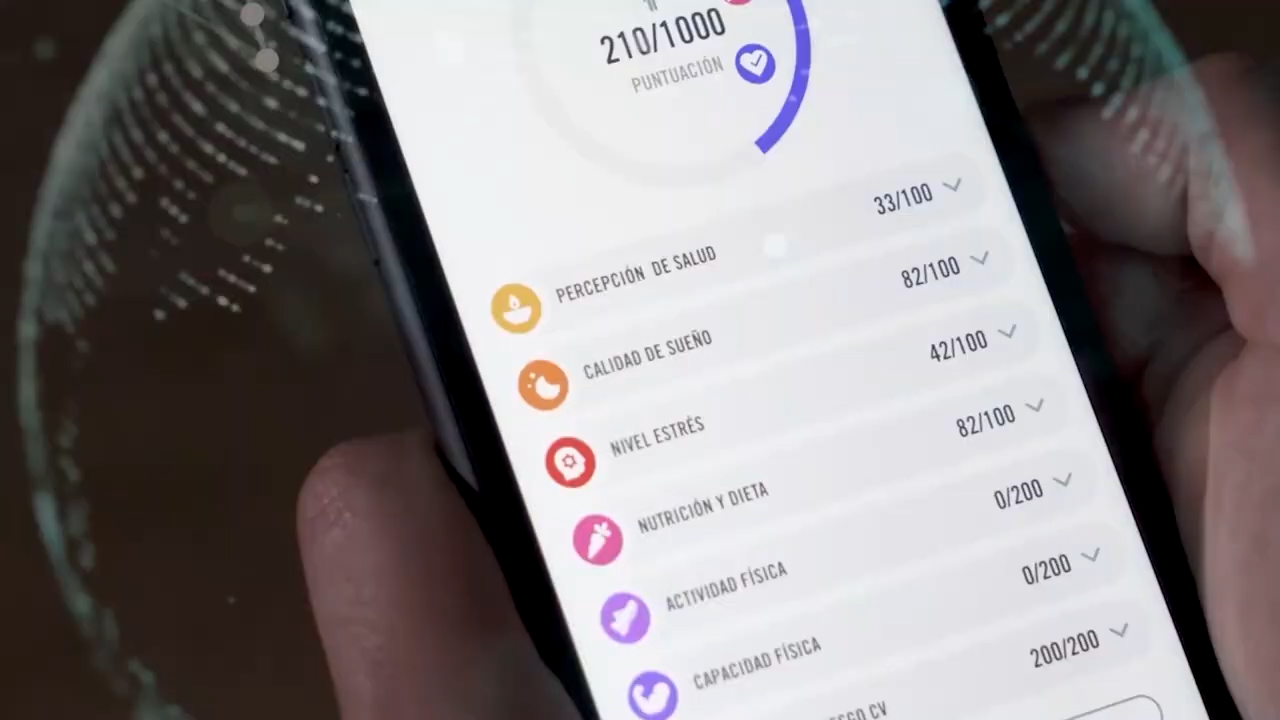 210/1000
PUNTUACIÓN
PERCEPCIÓN DE SALUD 33/100
CALIDAD DE SUEÑO 82/100
NIVEL ESTRÉS 42/100
NUTRICIÓN Y DIETA 82/100
ACTIVIDAD FÍSICA 0/200
CAPACIDAD FÍSICA 0/200
CV 200/200